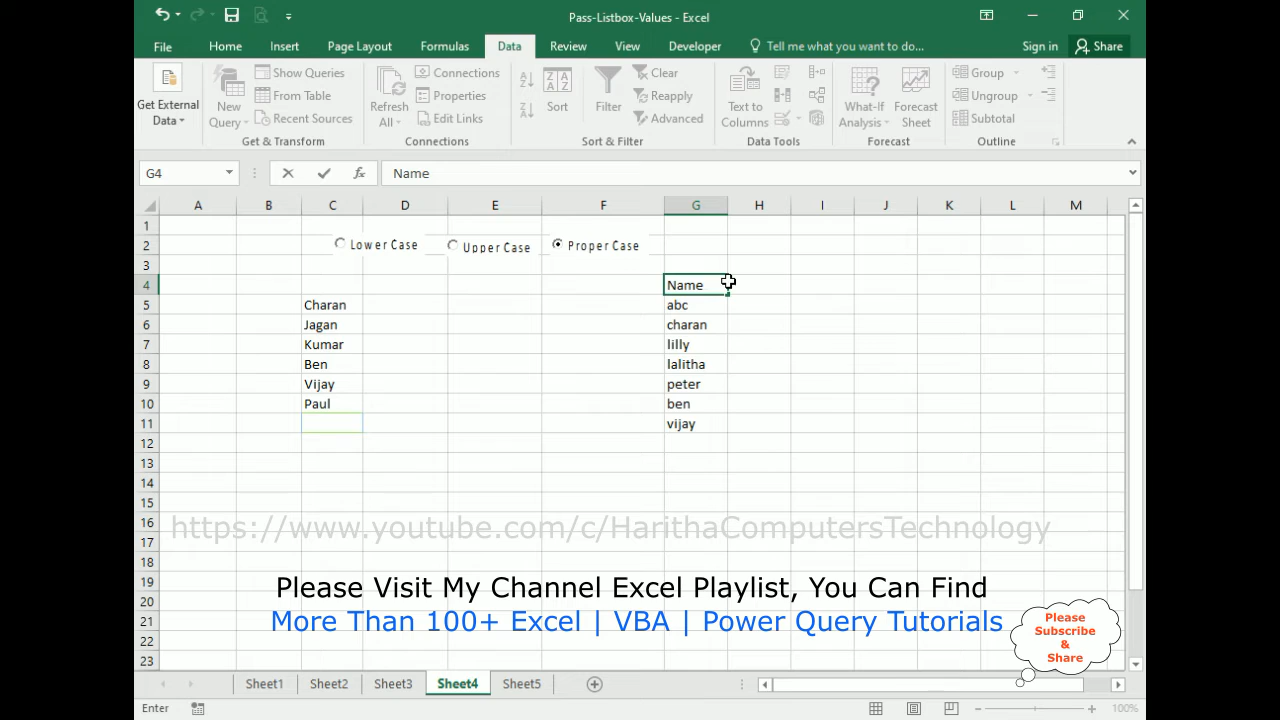 Pass-Listbox-Values - Excel
File Home Insert Page Layout Formulas Data Review View Developer Tell me what you want to do... Sign in Share
Get External Data
New Query
Show Queries
From Table
Recent Sources
Get & Transform
Refresh All
Connections
Properties
Edit Links
Connections
Sort
Filter
Clear
Reapply
Advanced
Sort & Filter
Text to Columns
Data Tools
What-If Analysis
Forecast Sheet
Forecast
Group
Ungroup
Subtotal
Outline
G4 fx Name
A B C D E F G H I J K L M
1
2 Lower Case Upper Case Proper Case
3
4 Name
5 Charan abc
6 Jagan charan
7 Kumar lilly
8 Ben lalitha
9 Vijay peter
10 Paul ben
11 vijay
12
13
14
15
16
17
18
19
20
21
22
23
https://www.youtube.com/c/HarithaComputersTechnology
Please Visit My Channel Excel Playlist, You Can Find
More Than 100+ Excel | VBA | Power Query Tutorials
Please
Subscribe
&
Share
Sheet1 Sheet2 Sheet3 Sheet4 Sheet5
Enter 100%